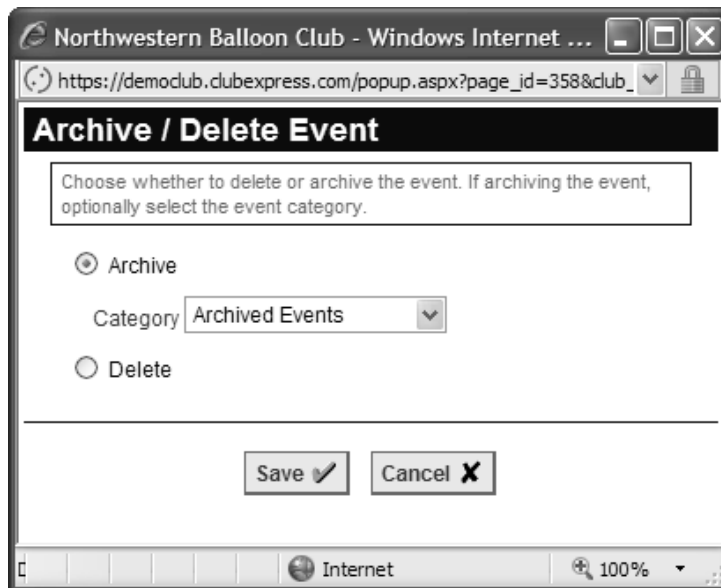 Northwestern Balloon Club - Windows Internet ...
https://democlub.clubexpress.com/popup.aspx?page_id=358&club_
Archive / Delete Event
Choose whether to delete or archive the event. If archiving the event,
optionally select the event category.
Archive
Category Archived Events
Delete
Save Cancel
Internet 100%